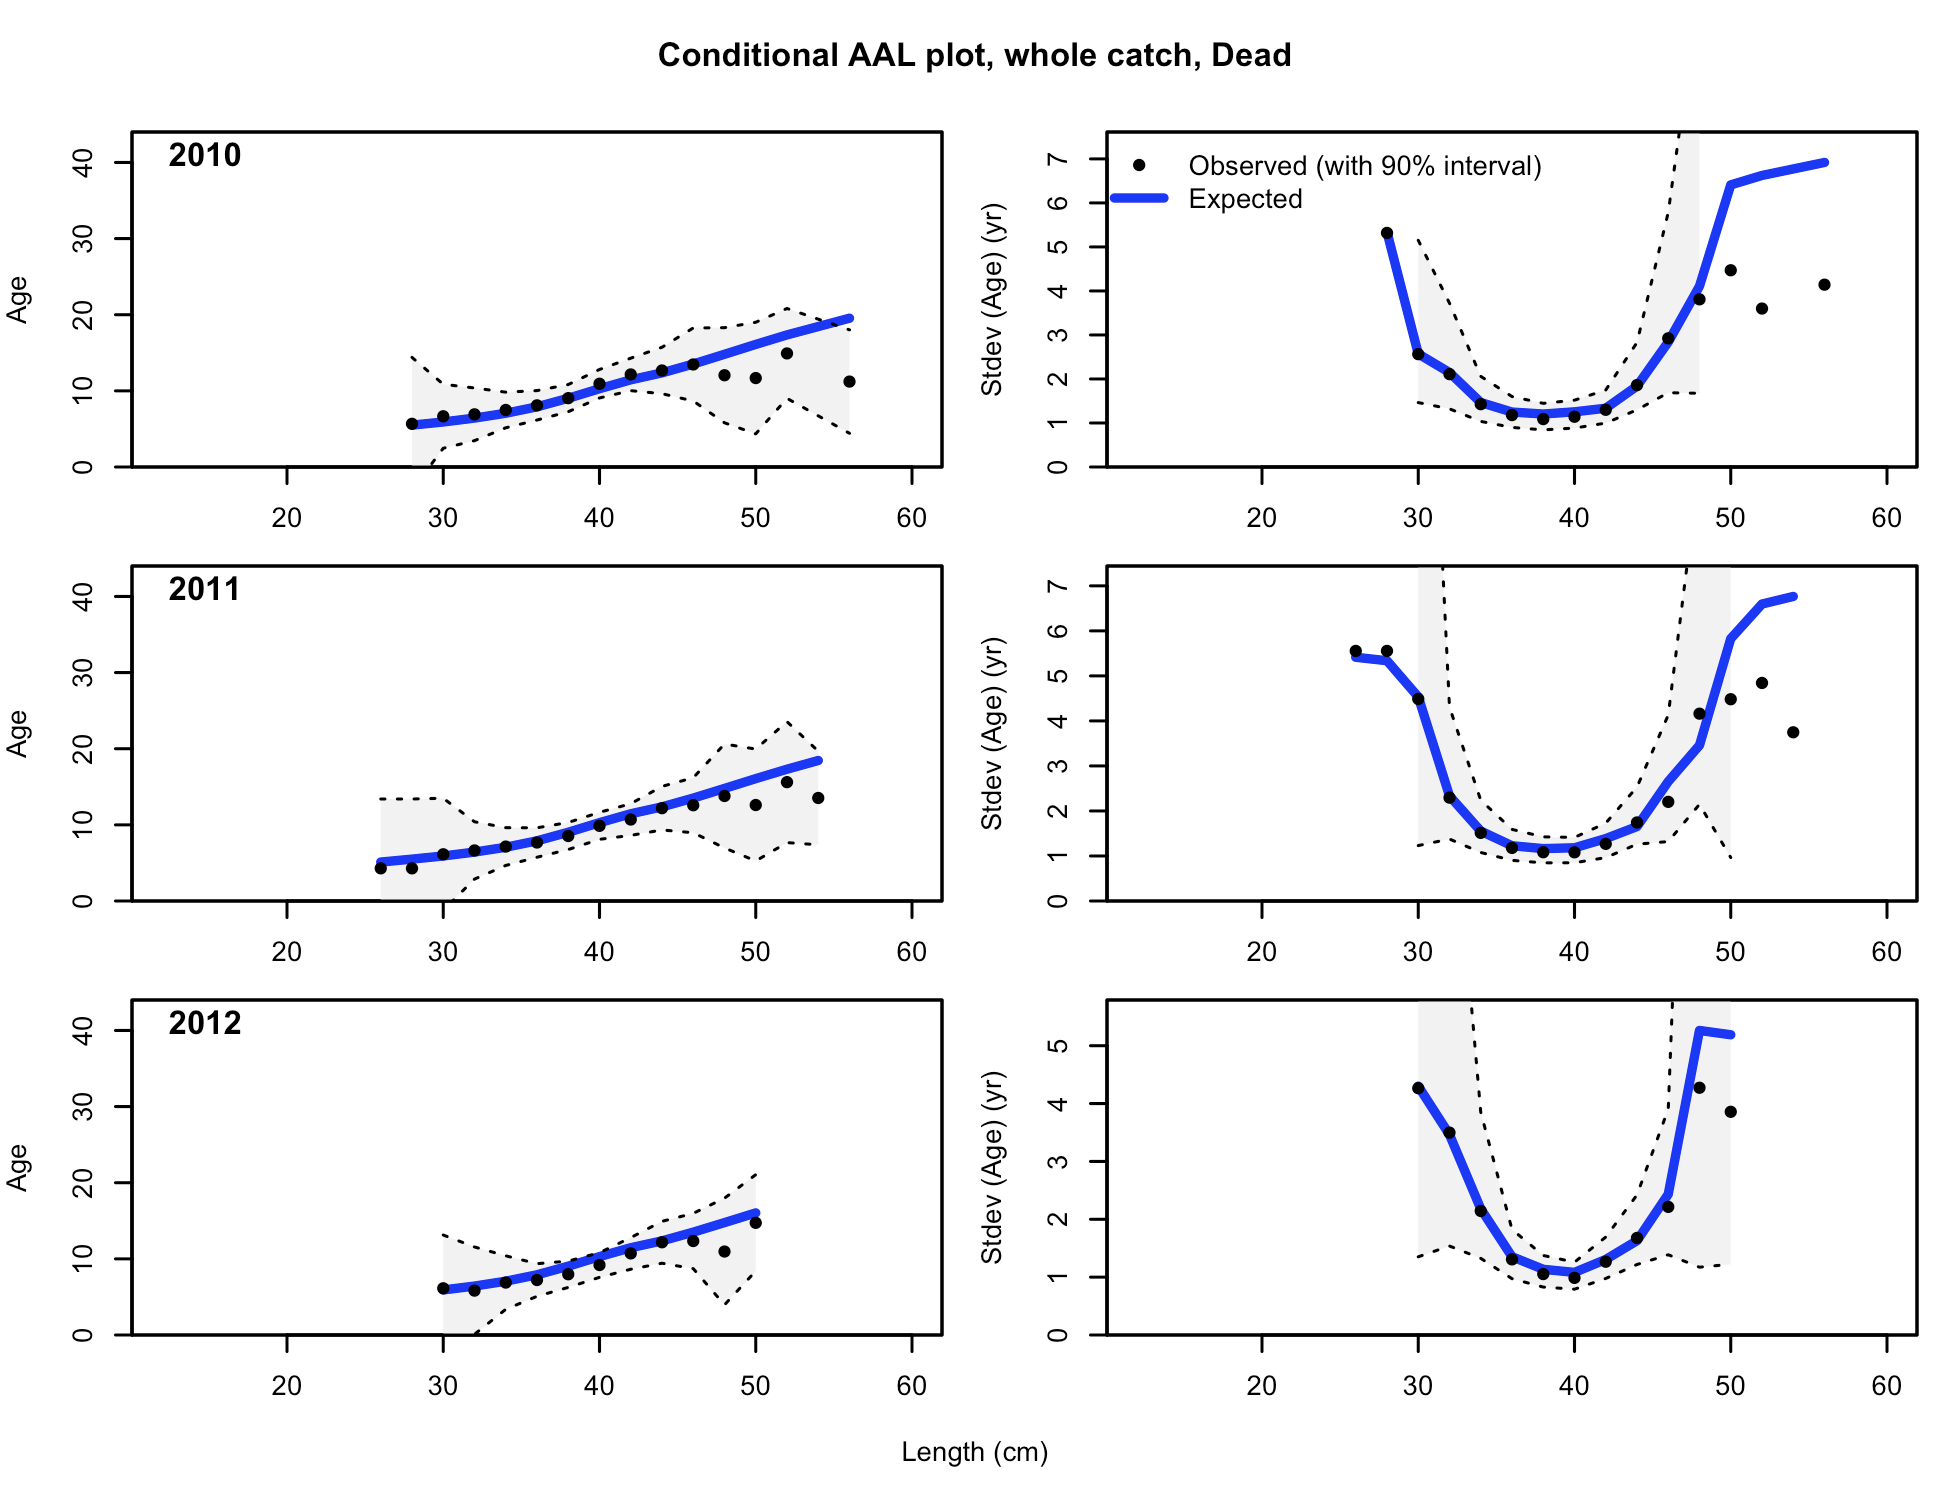 Conditional AAL plot, whole catch, Dead
2010
Age
0 10 20 30 40
20 30 40 50 60
Observed (with 90% interval)
Expected
Stdev (Age) (yr)
0 1 2 3 4 5 6 7
20 30 40 50 60
2011
Age
0 10 20 30 40
20 30 40 50 60
Stdev (Age) (yr)
0 1 2 3 4 5 6 7
20 30 40 50 60
2012
Age
0 10 20 30 40
20 30 40 50 60
Stdev (Age) (yr)
0 1 2 3 4 5
20 30 40 50 60
Length (cm)